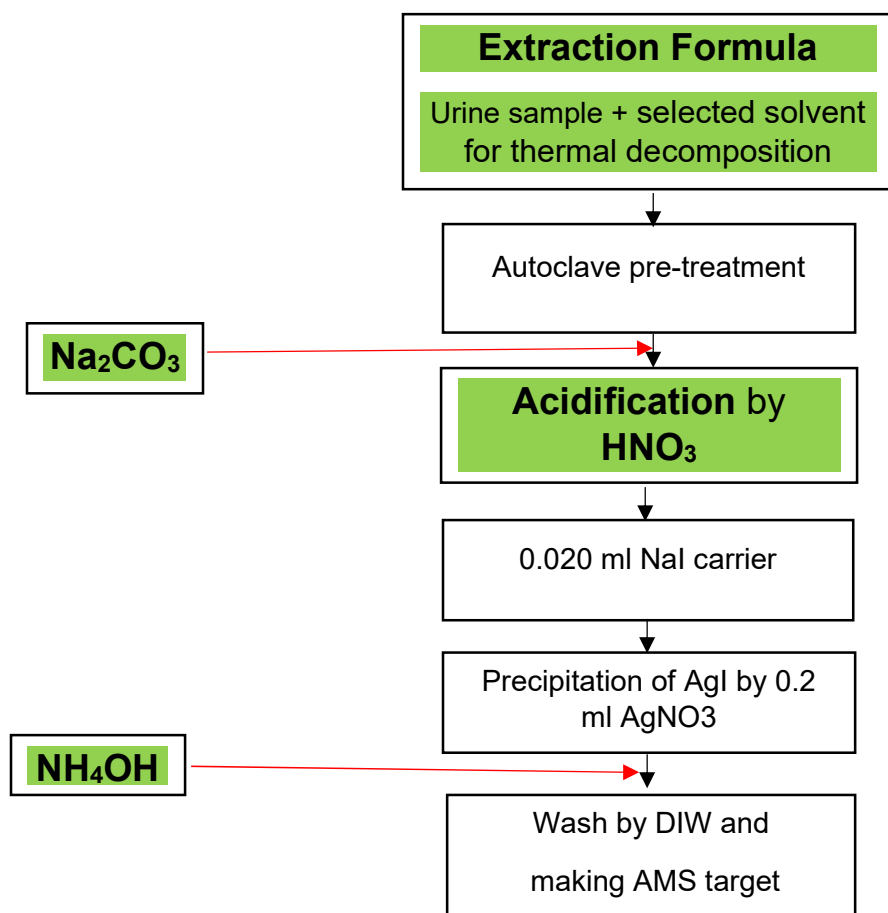 Extraction Formula
Urine sample + selected solvent
for thermal decomposition
Autoclave pre-treatment
Na₂CO₃
Acidification by
HNO₃
0.020 ml NaI carrier
Precipitation of AgI by 0.2
ml AgNO3
NH₄OH
Wash by DIW and
making AMS target